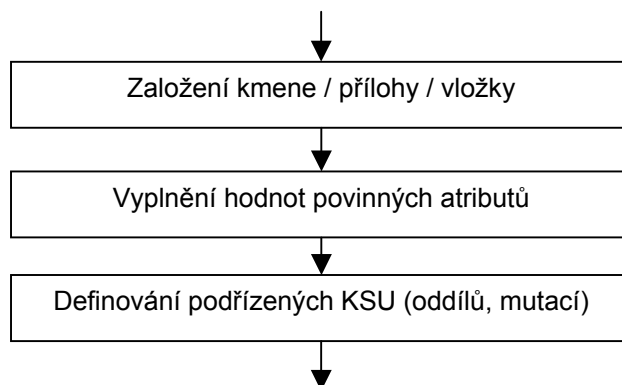 Založení kmene / přílohy / vložky
Vyplnění hodnot povinných atributů
Definování podřízených KSU (oddílů, mutací)